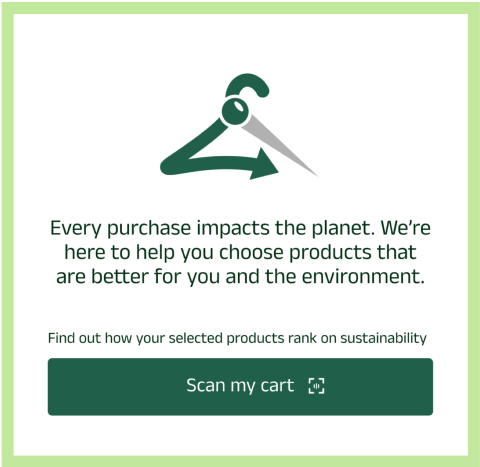 Every purchase impacts the planet. We’re
here to help you choose products that
are better for you and the environment.
Find out how your selected products rank on sustainability
Scan my cart